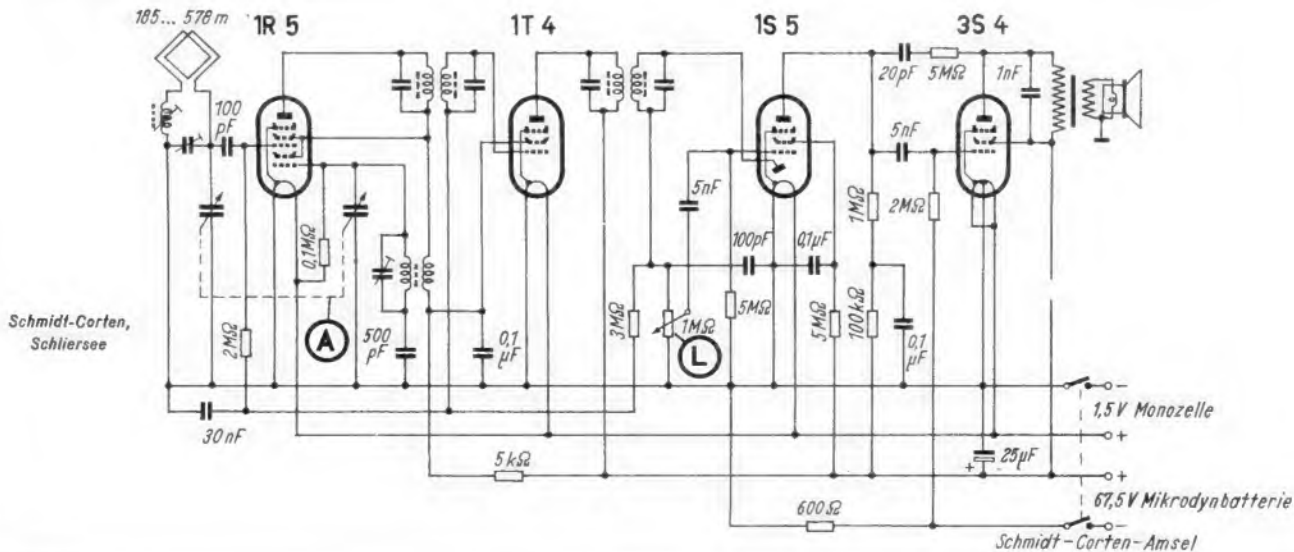 185... 578 m
1R 5
1T 4
1S 5
3S 4
100
pF
20pF
5MΩ
1nF
5nF
5nF
0,1MΩ
1MΩ
2MΩ
100pF
0,1µF
Schmidt-Corten,
Schliersee
2MΩ
A
500
pF
0,1
µF
3MΩ
1MΩ
L
5MΩ
5MΩ
100kΩ
0,1
µF
30nF
1,5V Monozelle
−
+
5kΩ
+
25µF
+
600Ω
67,5V Mikrodynbatterie
−
Schmidt-Corten-Amsel